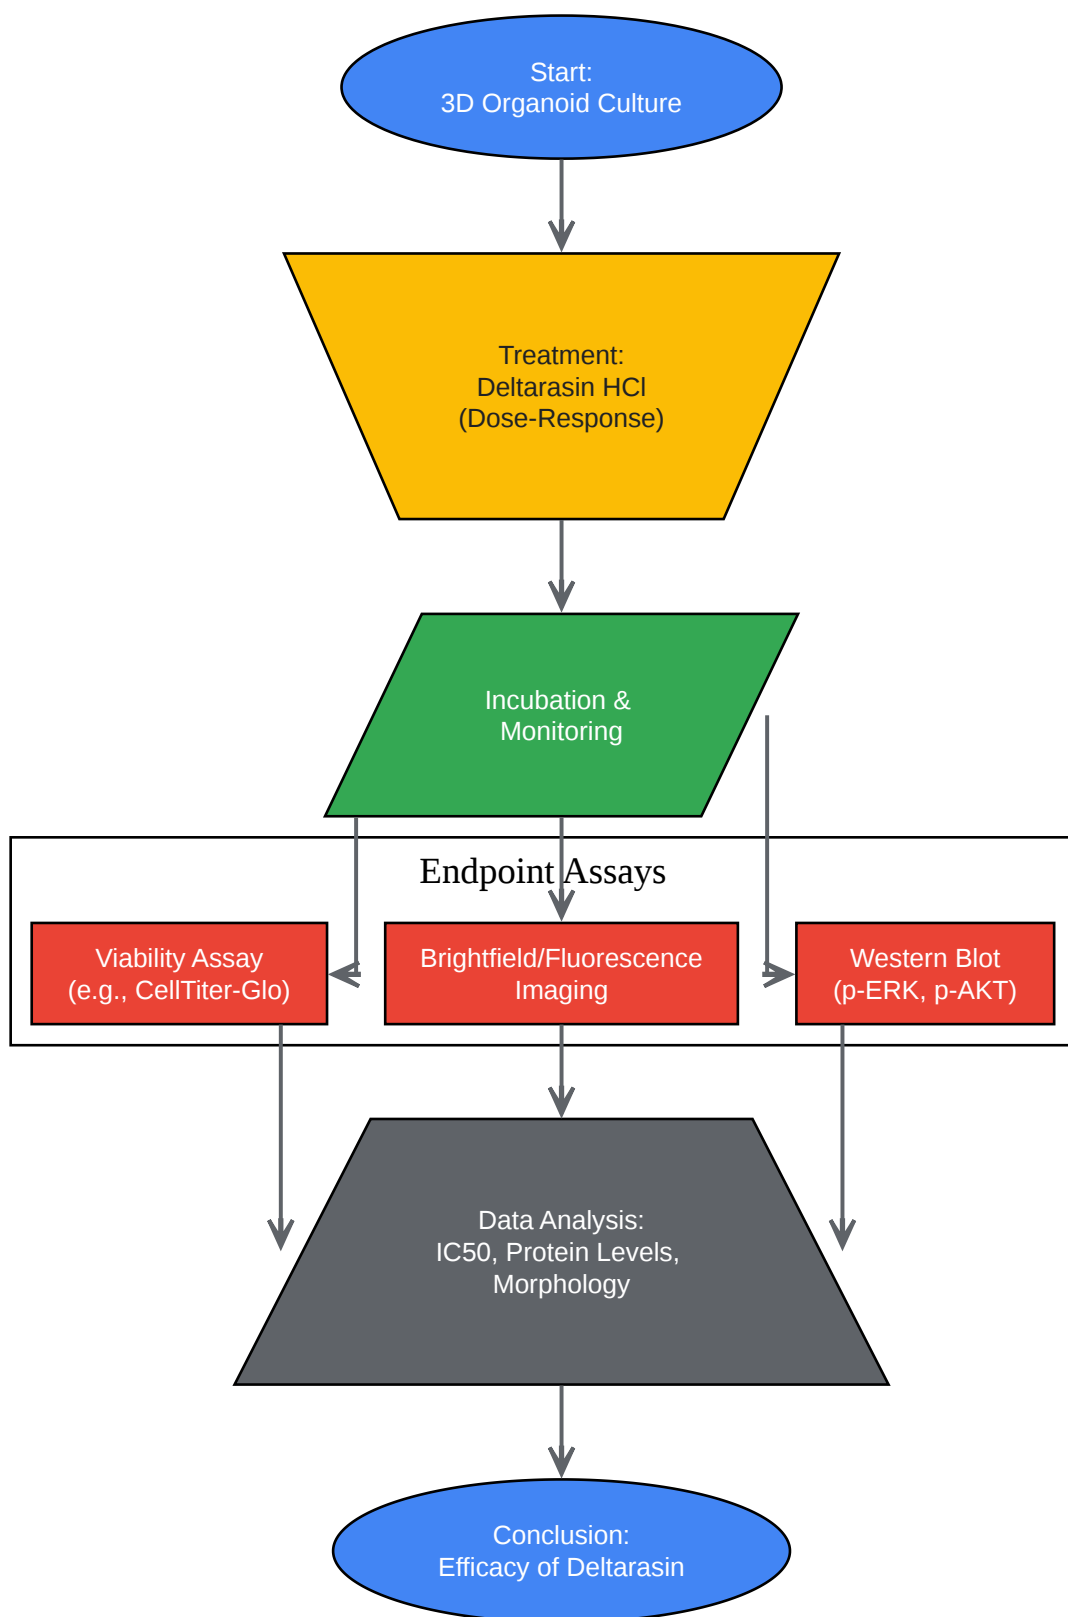 Start:
3D Organoid Culture
Treatment:
Deltarasin HCl
(Dose-Response)
Incubation &
Monitoring
Endpoint Assays
Viability Assay
(e.g., CellTiter-Glo)
Brightfield/Fluorescence
Imaging
Western Blot
(p-ERK, p-AKT)
Data Analysis:
IC50, Protein Levels,
Morphology
Conclusion:
Efficacy of Deltarasin